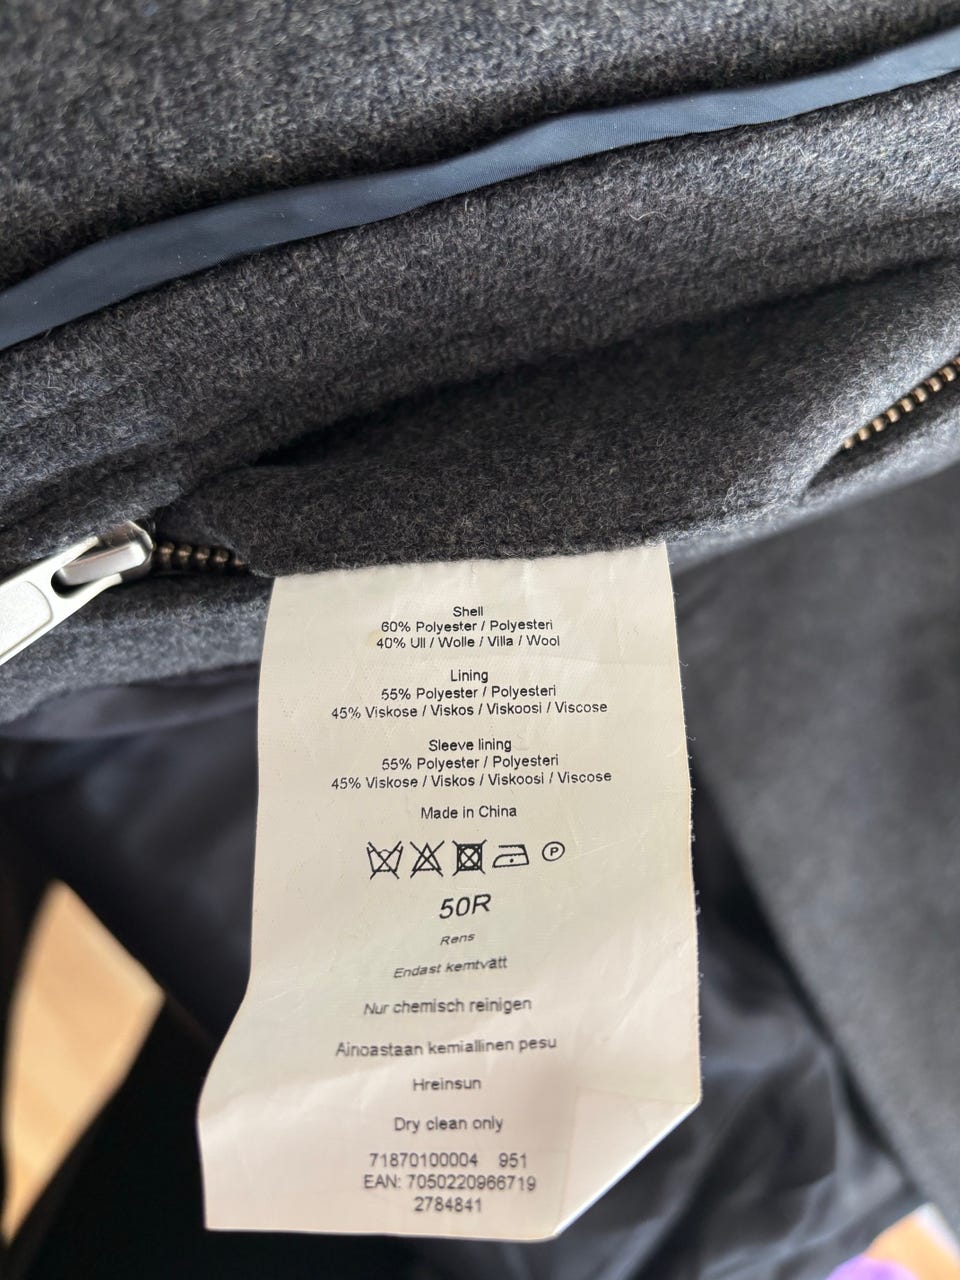 Shell
60% Polyester / Polyesteri
40% Ull / Wolle / Villa / Wool
Lining
55% Polyester / Polyesteri
45% Viskose / Viskos / Viskoosi / Viscose
Sleeve lining
55% Polyester / Polyesteri
45% Viskose / Viskos / Viskoosi / Viscose
Made in China
P
50R
Rens
Endast kemtvätt
Nur chemisch reinigen
Ainoastaan kemiallinen pesu
Hreinsun
Dry clean only
71870100004 951
EAN: 7050220966719
2784841